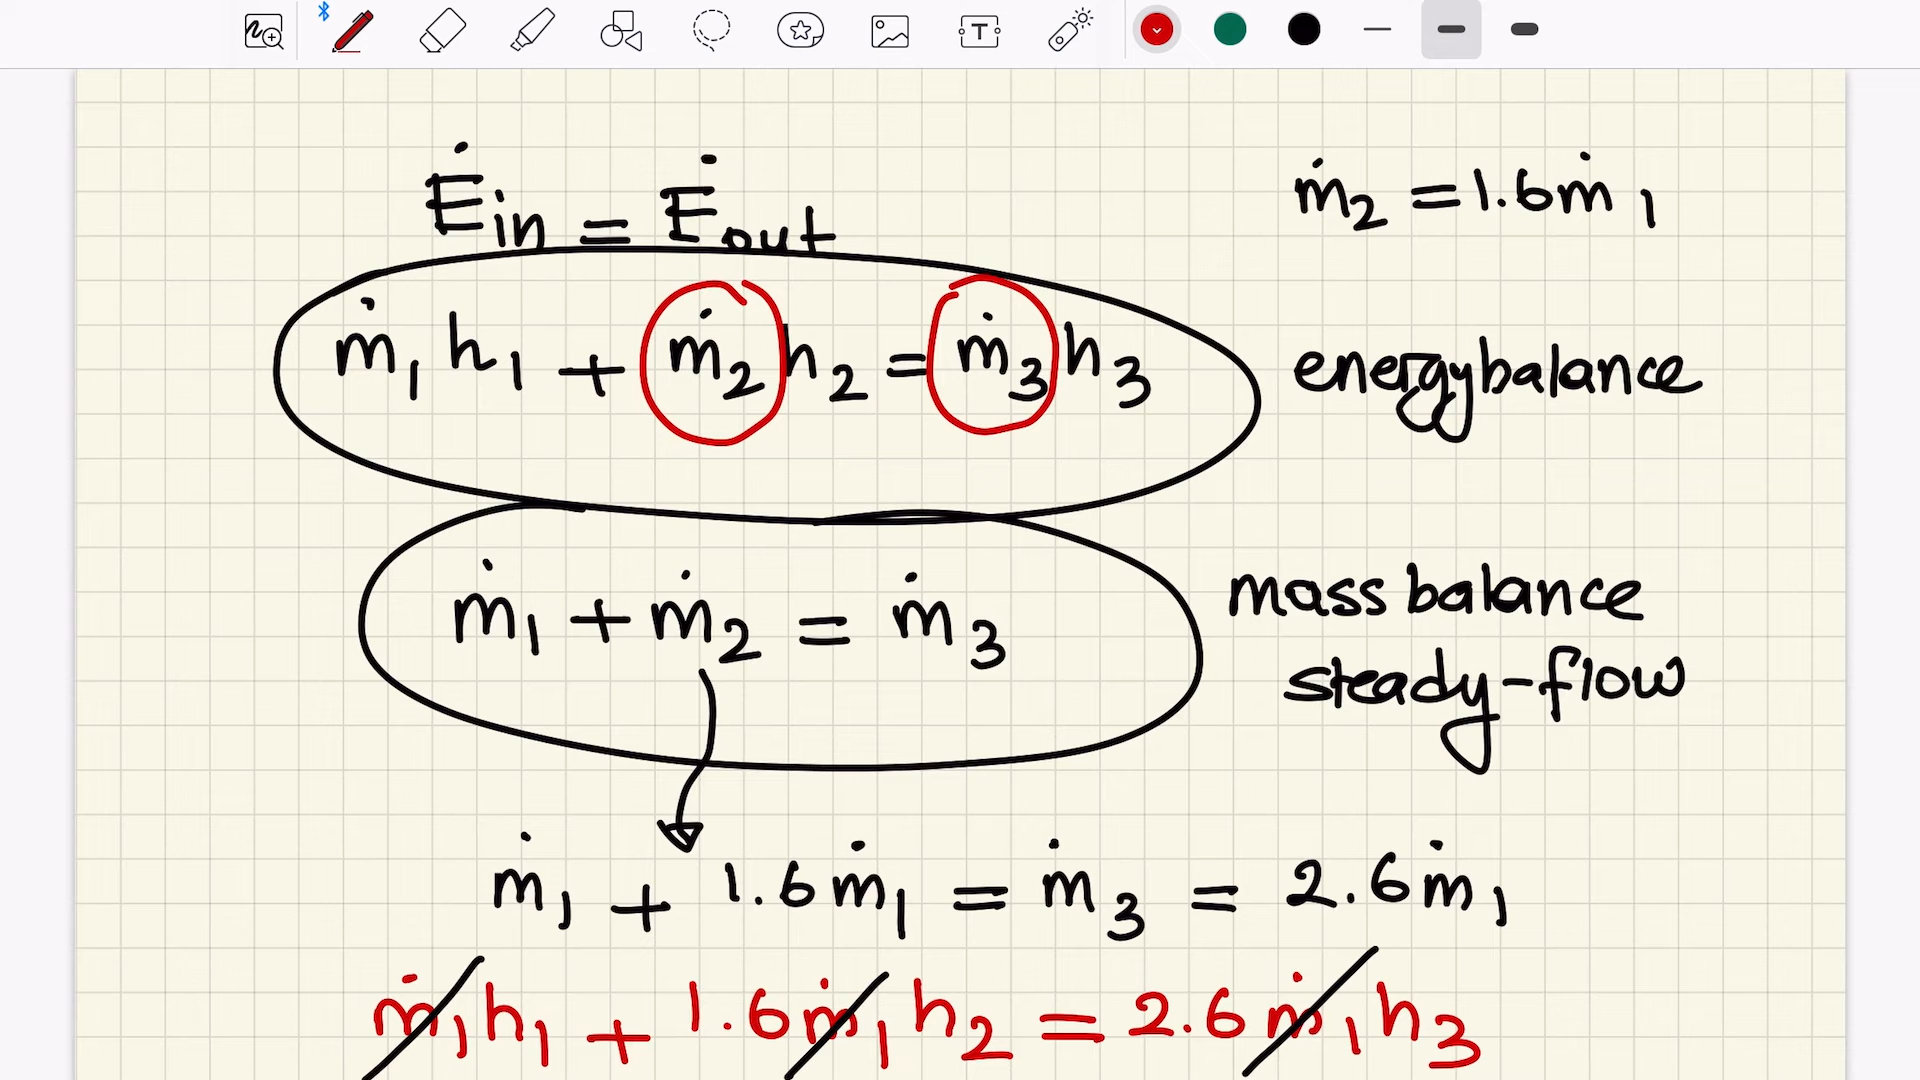 Ėin = Ėout
ṁ2 = 1.6ṁ1
ṁ1h1 + ṁ2h2 = ṁ3h3
energy balance
ṁ1 + ṁ2 = ṁ3
mass balance
steady-flow
ṁ1 + 1.6ṁ1 = ṁ3 = 2.6ṁ1
ṁ1h1 + 1.6ṁ1h2 = 2.6ṁ1h3